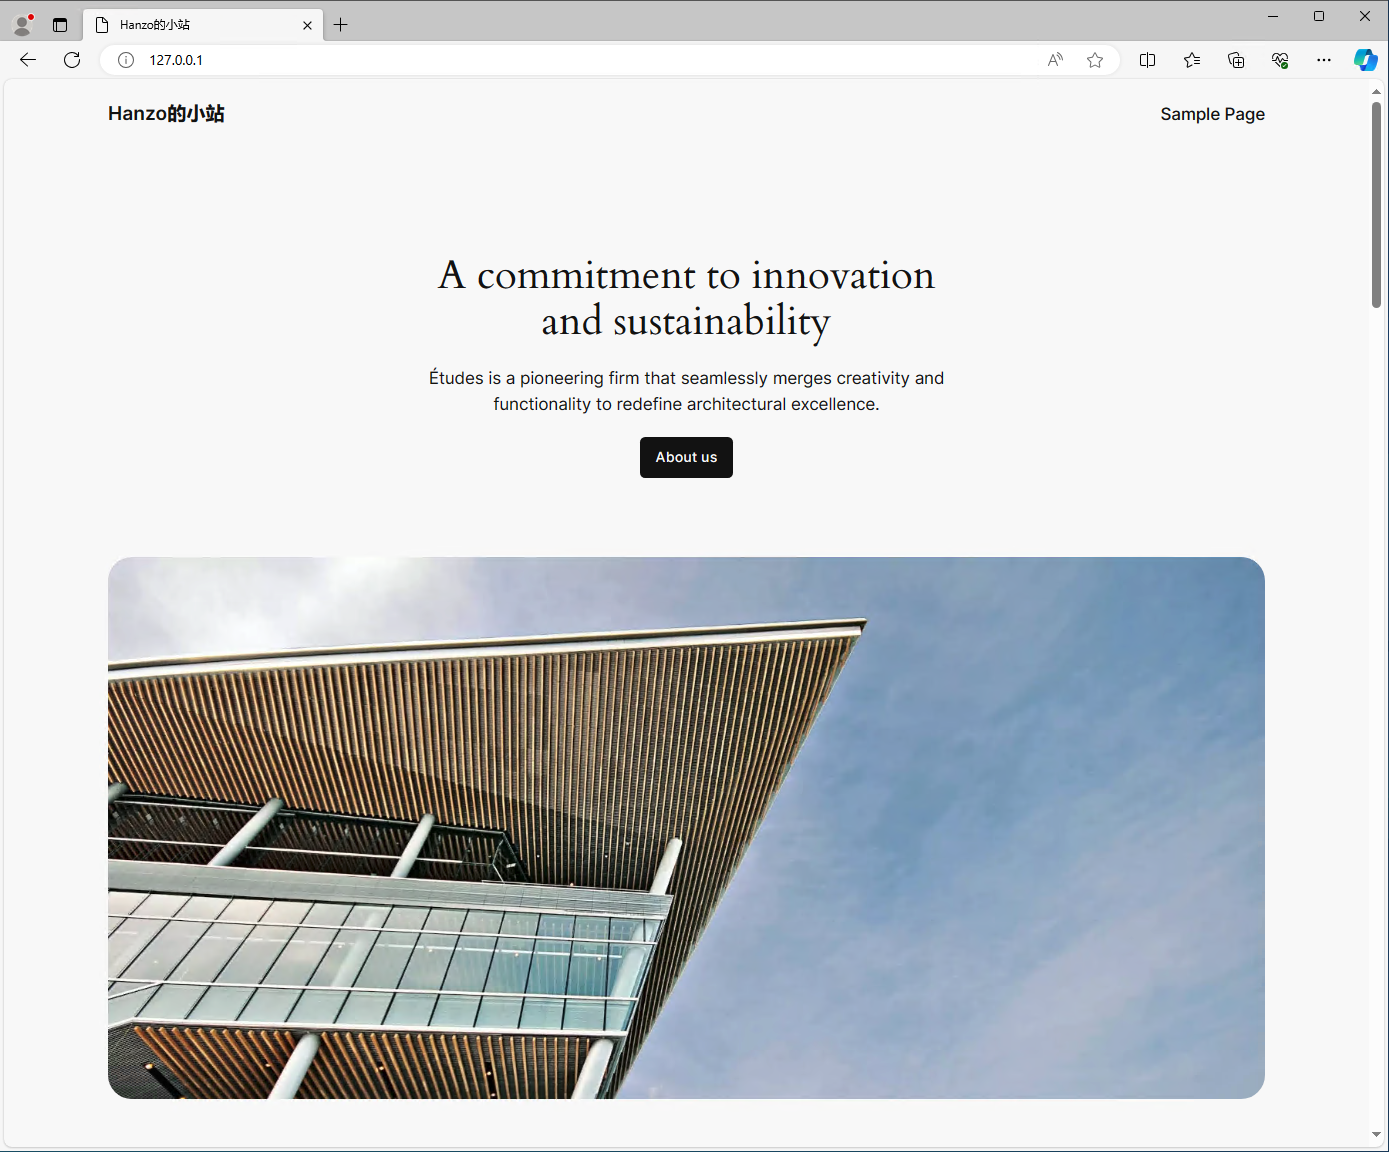 Hanzo的小站
127.0.0.1
Hanzo的小站
Sample Page
A commitment to innovation
and sustainability
Études is a pioneering firm that seamlessly merges creativity and
functionality to redefine architectural excellence.
About us